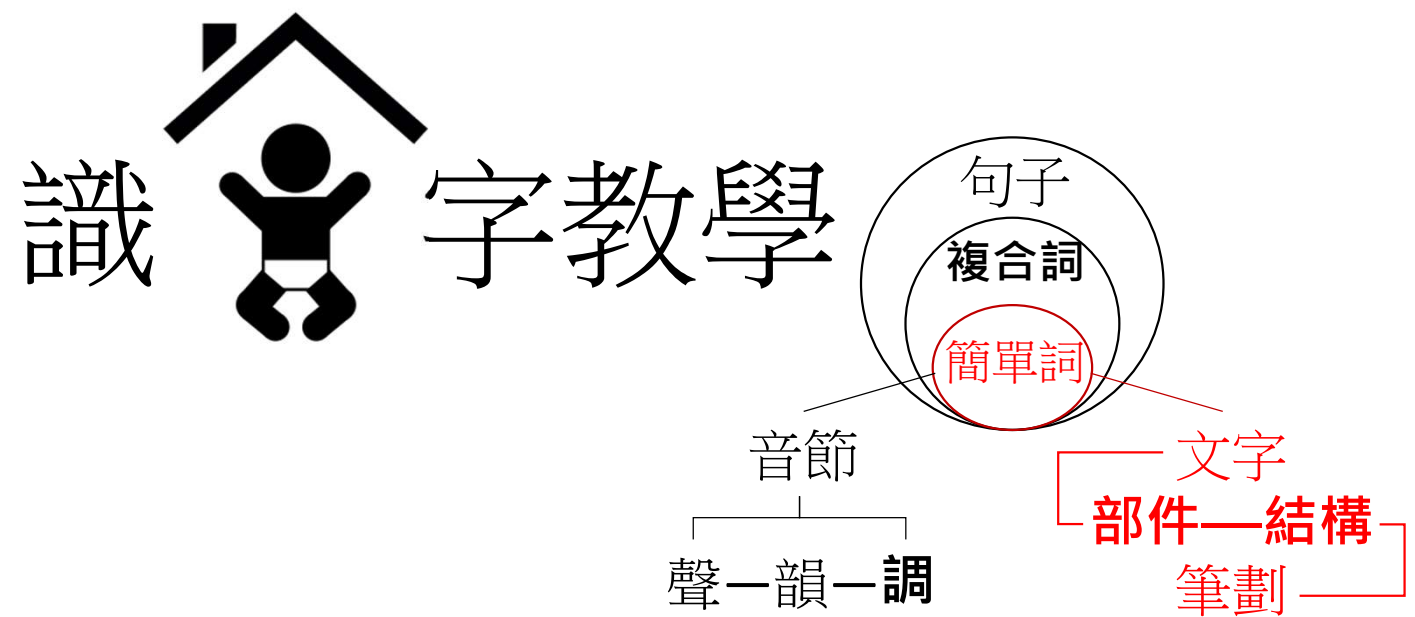 識字教學
句子
複合詞
簡單詞
音節
聲—韻—調
文字
部件—結構
筆劃